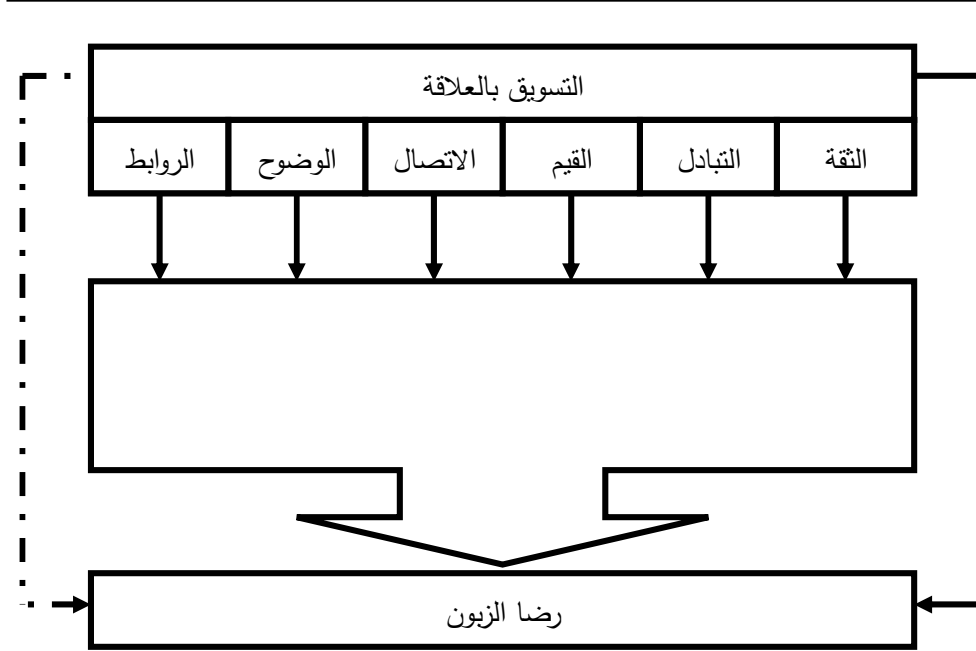 التسويق بالعلاقة
الثقة التبادل القيم الاتصال الوضوح الروابط
رضا الزبون